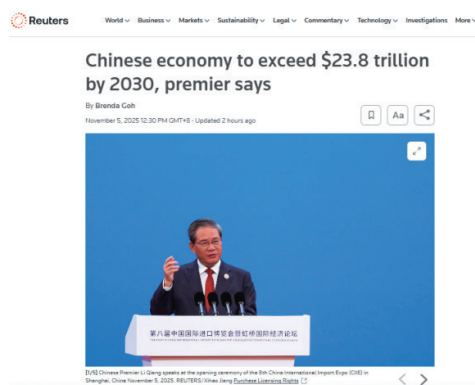 Reuters
World Business Markets Sustainability Legal Commentary Technology Investigations More
Chinese economy to exceed $23.8 trillion
by 2030, premier says
By Brenda Goh
November 5, 2025 12:30 PM GMT+8 - Updated 2 hours ago
Aa
第八届中国国际进口博览会暨虹桥国际经济论坛
[1/5] Chinese Premier Li Qiang speaks at the opening ceremony of the 8th China International Import Expo (CIIE) in
Shanghai, China November 5, 2025. REUTERS/Xihao Jiang Purchase Licensing Rights